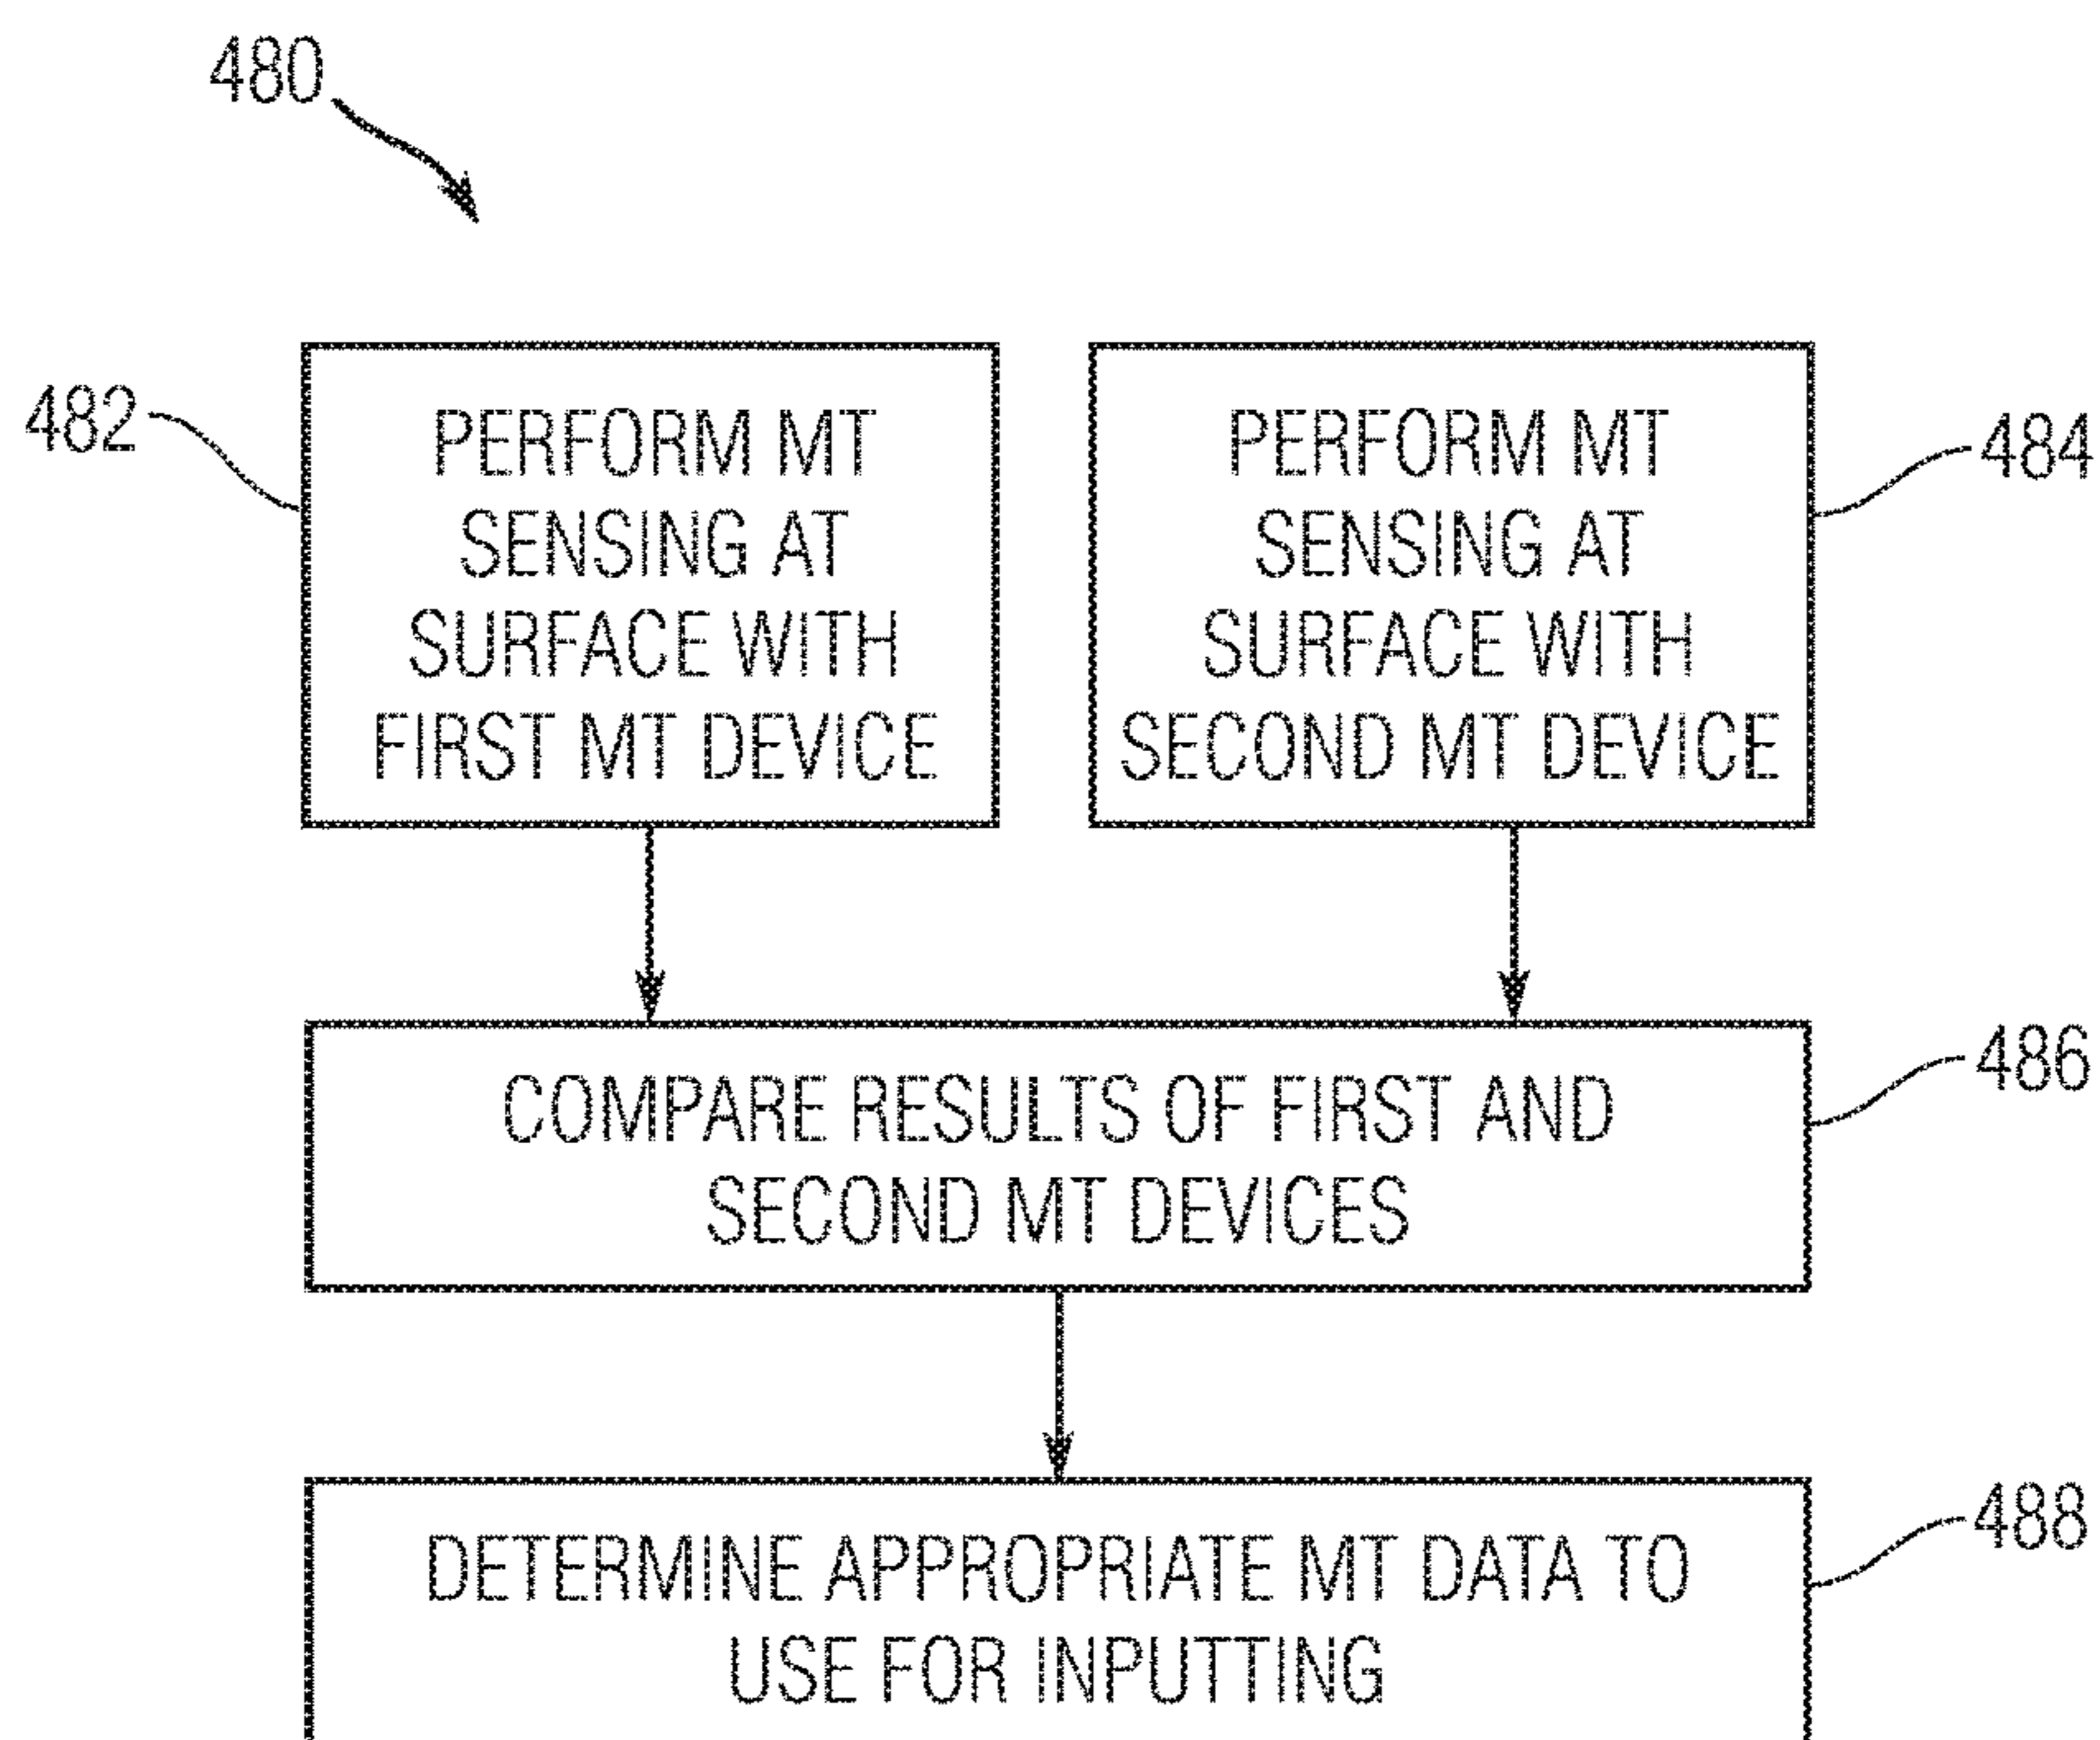 480
482
PERFORM MT
SENSING AT
SURFACE WITH
FIRST MT DEVICE
PERFORM MT
SENSING AT
SURFACE WITH
SECOND MT DEVICE
484
COMPARE RESULTS OF FIRST AND
SECOND MT DEVICES
486
DETERMINE APPROPRIATE MT DATA TO
USE FOR INPUTTING
488